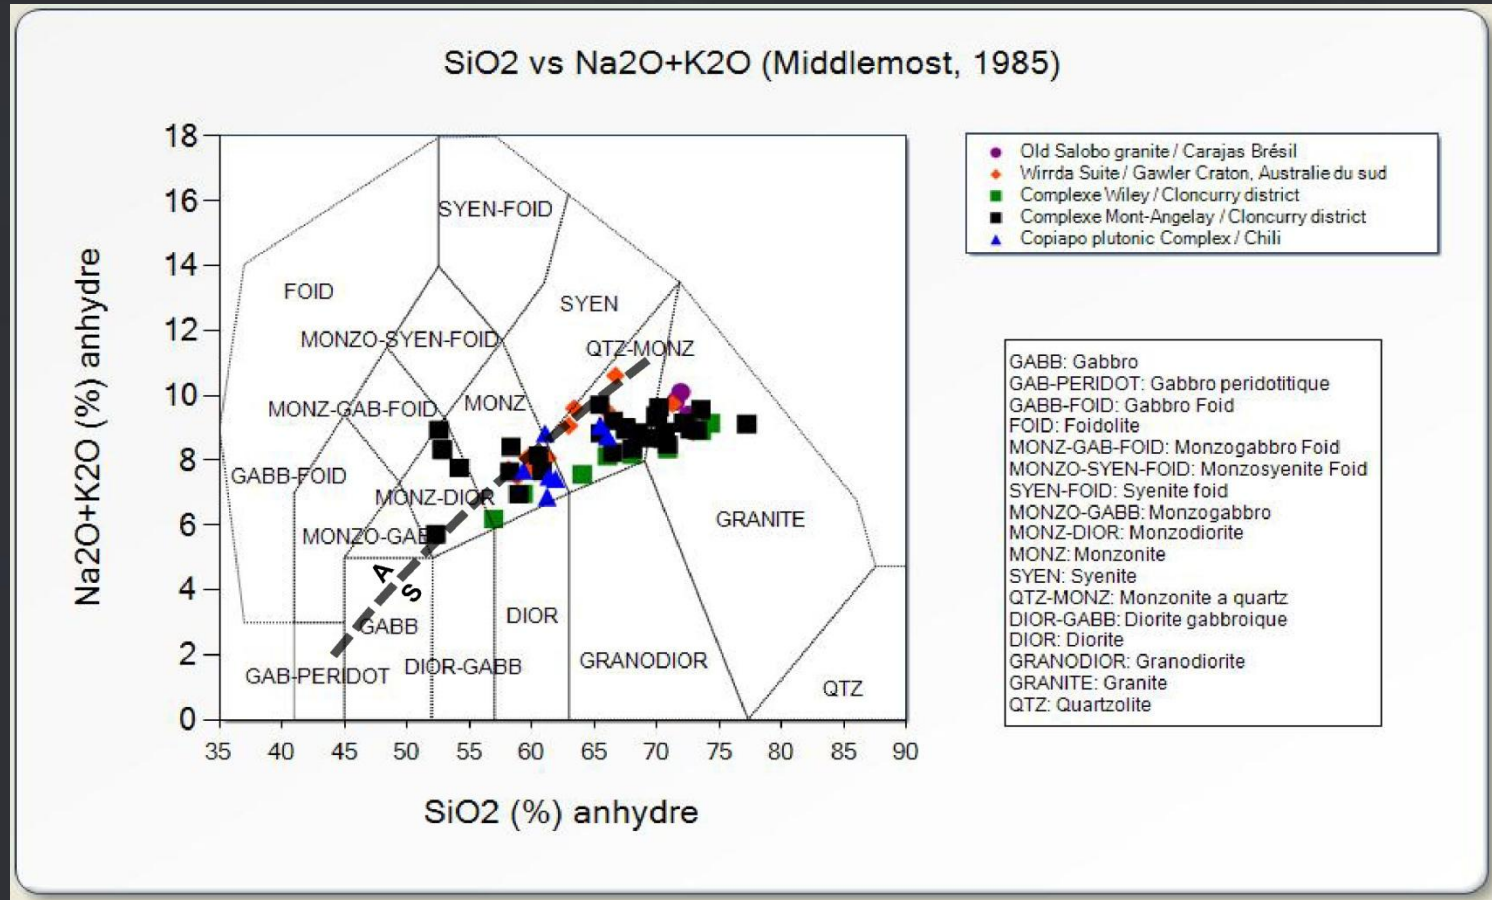 SiO2 vs Na2O+K2O (Middlemost, 1985)
Na2O+K2O (%) anhydre
18
16
14
12
10
8
6
4
2
0
SYEN-FOID
FOID
SYEN
MONZO-SYEN-FOID
QTZ-MONZ
MONZ-GAB-FOID
MONZ
GABB-FOID
MONZ-DIOR
GRANITE
MONZO-GABB
A
S
GABB
DIOR
GAB-PERIDOT
DIOR-GABB
GRANODIOR
QTZ
35 40 45 50 55 60 65 70 75 80 85 90
SiO2 (%) anhydre
Old Salobo granite / Carajas Brésil
Wirrda Suite / Gawler Craton, Australie du sud
Complexe Wiley / Cloncurry district
Complexe Mont-Angelay / Cloncurry district
Copiapo plutonic Complex / Chili
GABB: Gabbro
GAB-PERIDOT: Gabbro peridotitique
GABB-FOID: Gabbro Foid
FOID: Foidolite
MONZ-GAB-FOID: Monzogabbro Foid
MONZO-SYEN-FOID: Monzosyenite Foid
SYEN-FOID: Syenite foid
MONZO-GABB: Monzogabbro
MONZ-DIOR: Monzodiorite
MONZ: Monzonite
SYEN: Syenite
QTZ-MONZ: Monzonite a quartz
DIOR-GABB: Diorite gabbroique
DIOR: Diorite
GRANODIOR: Granodiorite
GRANITE: Granite
QTZ: Quartzolite